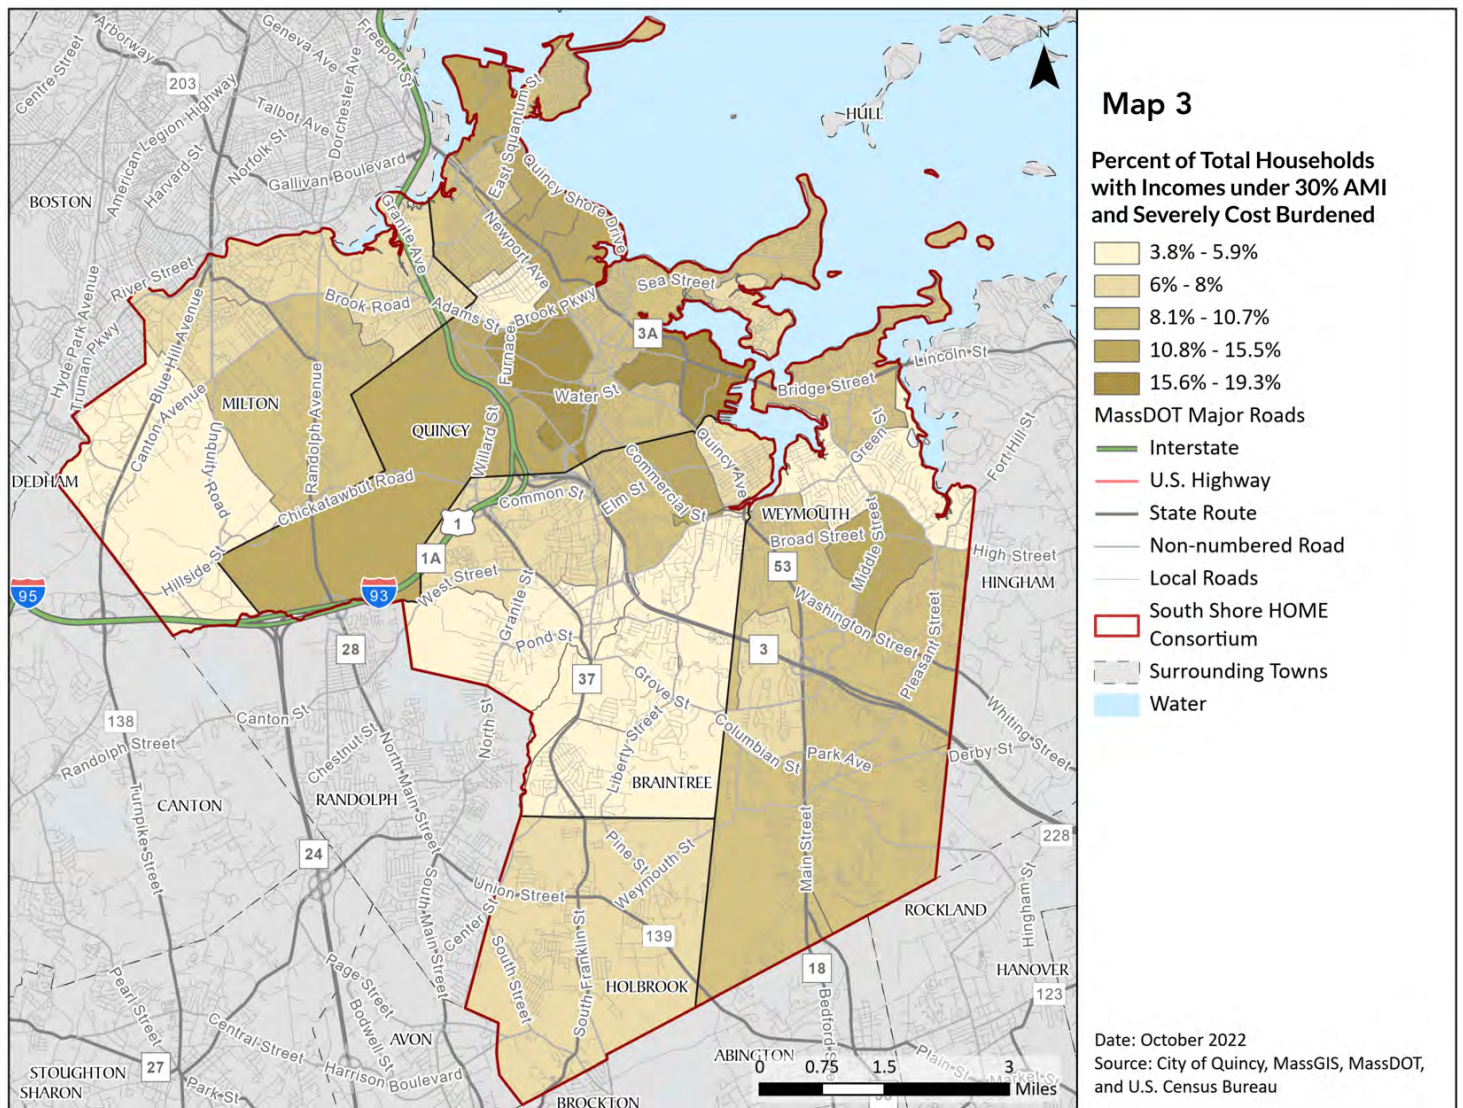 Map 3
Percent of Total Households
with Incomes under 30% AMI
and Severely Cost Burdened
3.8% - 5.9%
6% - 8%
8.1% - 10.7%
10.8% - 15.5%
15.6% - 19.3%
MassDOT Major Roads
Interstate
U.S. Highway
State Route
Non-numbered Road
Local Roads
South Shore HOME
Consortium
Surrounding Towns
Water
Date: October 2022
Source: City of Quincy, MassGIS, MassDOT,
and U.S. Census Bureau
N
Arborway
Geneva Ave
Freeport St
Centre Street
203
American Legion Highway
Talbot Ave
Dorchester Ave
Harvard St
Norfolk St
Gallivan Boulevard
East Squantum St
Quincy Shore Drive
HULL
BOSTON
Granite Ave
Newport Ave
River Street
Hyde Park Avenue
Truman Pkwy
Blue Hill Avenue
Brook Road
Adams St
Furnace Brook Pkwy
Sea Street
3A
Lincoln St
Bridge Street
Canton Avenue
MILTON
Randolph Avenue
Unquity Road
QUINCY
Willard St
Water St
Quincy Ave
Green St
Fort Hill St
DEDHAM
Chickatawbut Road
Common St
Elm St
Commercial St
WEYMOUTH
Broad Street
Middle Street
High Street
HINGHAM
1
1A
Hillside St
95
93
West Street
Granite St
53
Washington Street
Pleasant Street
28
Pond St
3
37
Grove St
138
Canton St
North St
Liberty Street
Columbian St
Park Ave
Derby St
Whiting Street
Randolph Street
Chestnut St
North Main Street
BRAINTREE
CANTON
RANDOLPH
Turnpike Street
Main Street
228
24
Pine St
Weymouth St
Union Street
South Main Street
Center St
ROCKLAND
Hingham St
139
South Street
South Franklin St
HOLBROOK
18
HANOVER
123
Pearl Street
Page Street
Bodwell St
Bedford St
Central Street
AVON
ABINGTON
Plain St
Market St
STOUGHTON
27
SHARON
Park St
Harrison Boulevard
BROCKTON
0 0.75 1.5 3
Miles